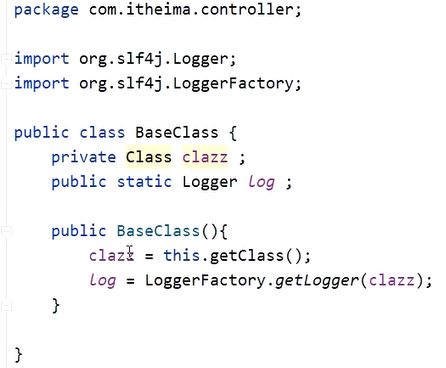 package com.itheima.controller;
import org.slf4j.Logger;
import org.slf4j.LoggerFactory;
public class BaseClass {
private Class clazz ;
public static Logger log ;
public BaseClass(){
clazz = this.getClass();
log = LoggerFactory.getLogger(clazz);
}
}